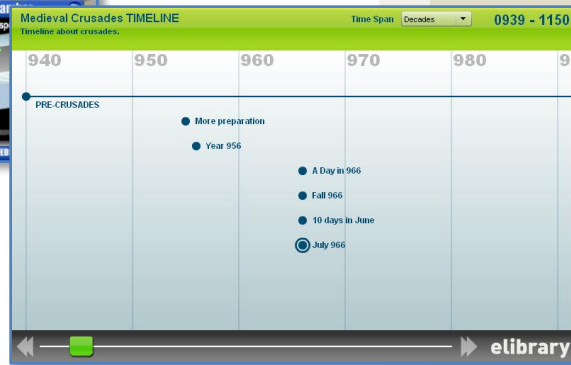 Medieval Crusades TIMELINE
Time Span Decades 0939 - 1150
Timeline about crusades.
940 950 960 970 980 9
PRE-CRUSADES
More preparation
Year 956
A Day in 966
Fall 966
10 days in June
July 966
elibrary